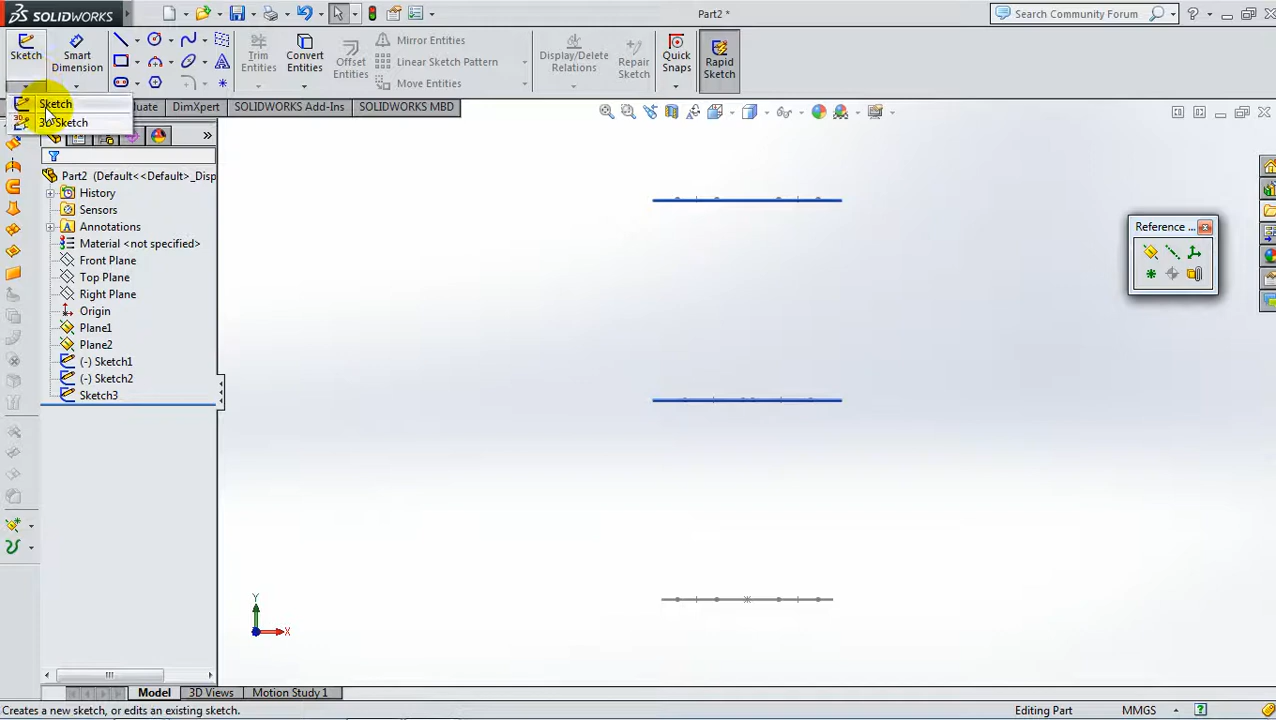 SOLIDWORKS
Part2 *
Search Community Forum
Sketch
Smart Dimension
Trim Entities
Convert Entities
Offset Entities
Mirror Entities
Linear Sketch Pattern
Move Entities
Display/Delete Relations
Repair Sketch
Quick Snaps
Rapid Sketch
Sketch
3D Sketch
uate
DimXpert
SOLIDWORKS Add-Ins
SOLIDWORKS MBD
Part2 (Default<<Default>_Disp
History
Sensors
Annotations
Material <not specified>
Front Plane
Top Plane
Right Plane
Origin
Plane1
Plane2
(-) Sketch1
(-) Sketch2
Sketch3
Reference ...
Y
X
Model
3D Views
Motion Study 1
Creates a new sketch, or edits an existing sketch.
Editing Part
MMGS